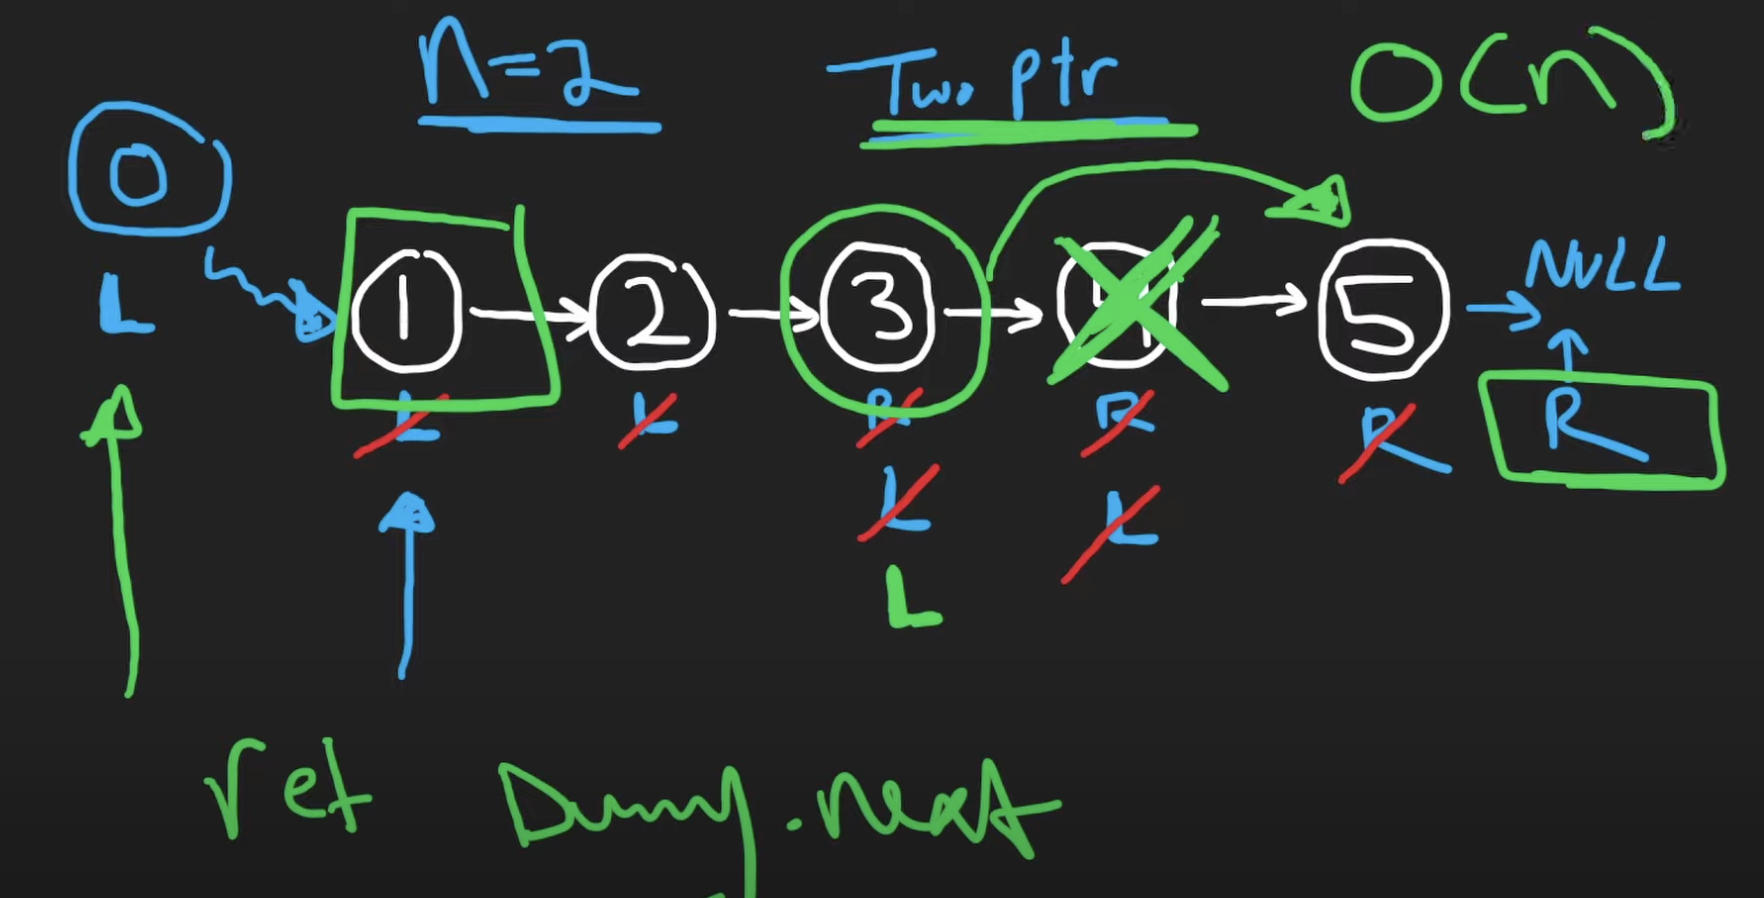 n=2 Two ptr O(n)
0
L
1 2 3 4 5 NULL
L L R R R R
L L
L
ret Dummy.next